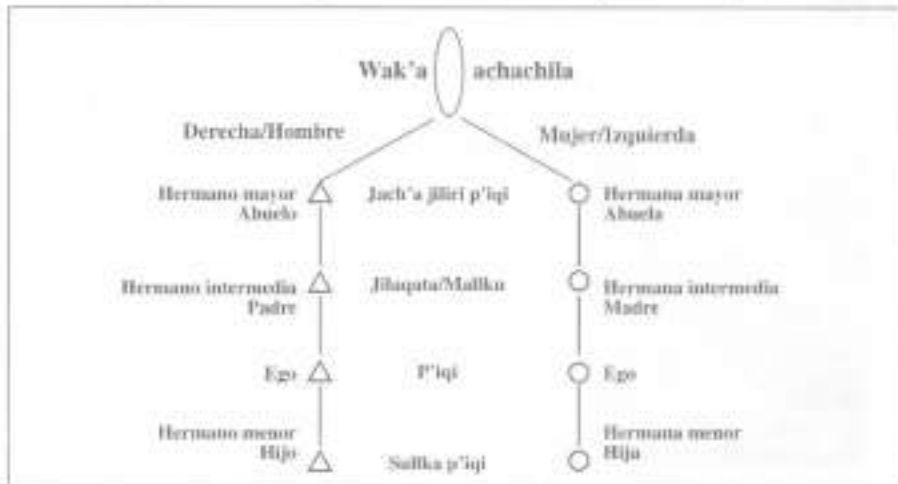 Wak'a achachila
Derecha/Hombre
Mujer/Izquierda
Hermano mayor
Abuelo
Jach'a jiliri p'iqi
Hermana mayor
Abuela
Hermano intermedia
Padre
Jilaqata/Mallku
Hermana intermedia
Madre
Ego
P'iqi
Ego
Hermano menor
Hijo
Sullka p'iqi
Hermana menor
Hija